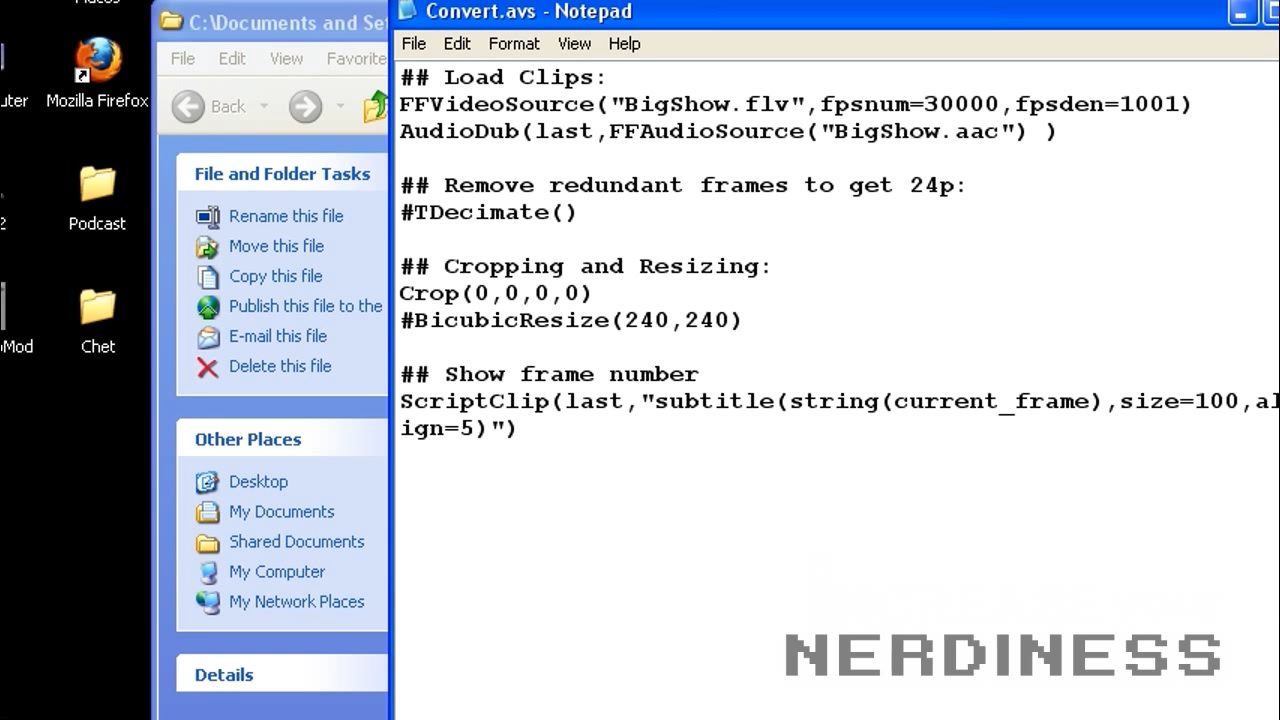 Convert.avs - Notepad
C:\Documents and Set
File Edit View Favorite
File Edit Format View Help
Back
Mozilla Firefox
Podcast
Chet
File and Folder Tasks
Rename this file
Move this file
Copy this file
Publish this file to the
E-mail this file
Delete this file
Other Places
Desktop
My Documents
Shared Documents
My Computer
My Network Places
Details
## Load Clips:
FFVideoSource("BigShow.flv",fpsnum=30000,fpsden=1001)
AudioDub(last,FFAudioSource("BigShow.aac") )
## Remove redundant frames to get 24p:
#TDecimate()
## Cropping and Resizing:
Crop(0,0,0,0)
#BicubicResize(240,240)
## Show frame number
ScriptClip(last,"subtitle(string(current_frame),size=100,al
ign=5)")
NERDINESS